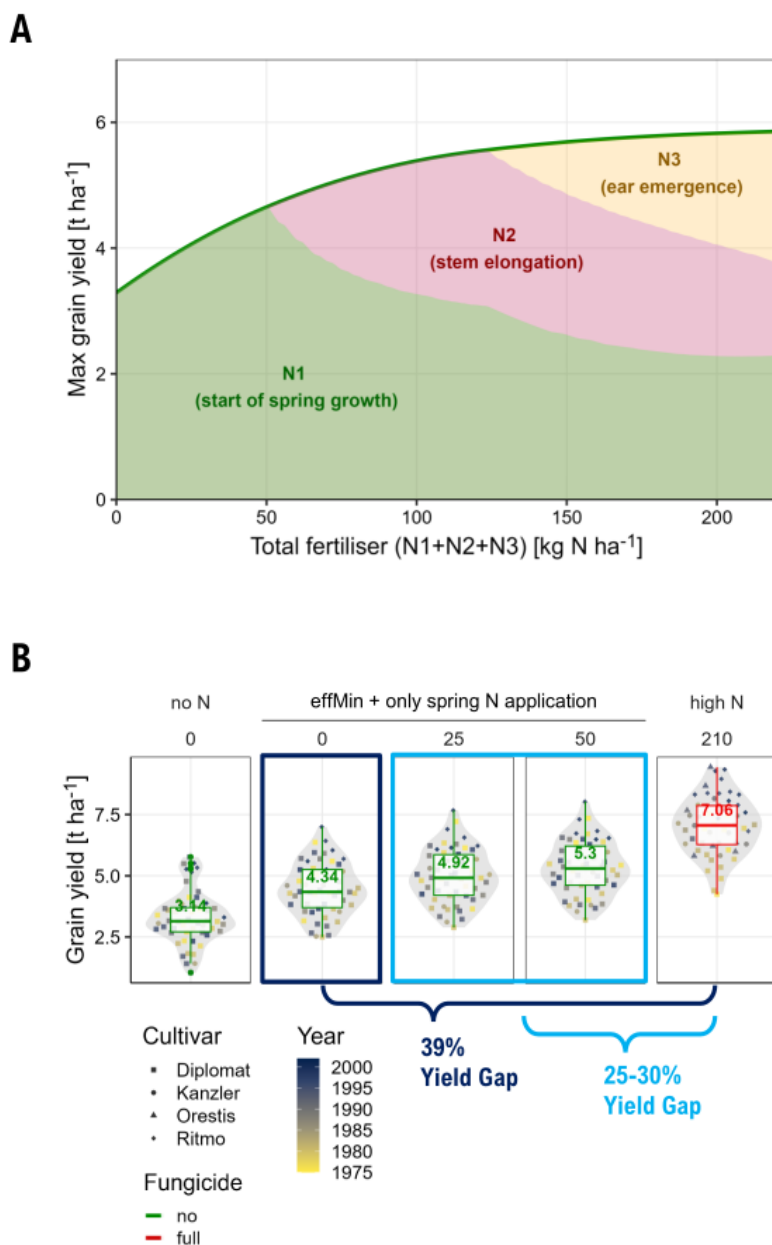 A
Max grain yield [t ha-1]
6
4
2
0
N3
(ear emergence)
N2
(stem elongation)
N1
(start of spring growth)
0 50 100 150 200
Total fertiliser (N1+N2+N3) [kg N ha-1]
B
no N
effMin + only spring N application
high N
0 0 25 50 210
Grain yield [t ha-1]
7.5
5.0
2.5
3.14
4.34
4.92
5.3
7.06
39%
Yield Gap
25-30%
Yield Gap
Cultivar
Diplomat
Kanzler
Orestis
Ritmo
Year
2000
1995
1990
1985
1980
1975
Fungicide
no
full